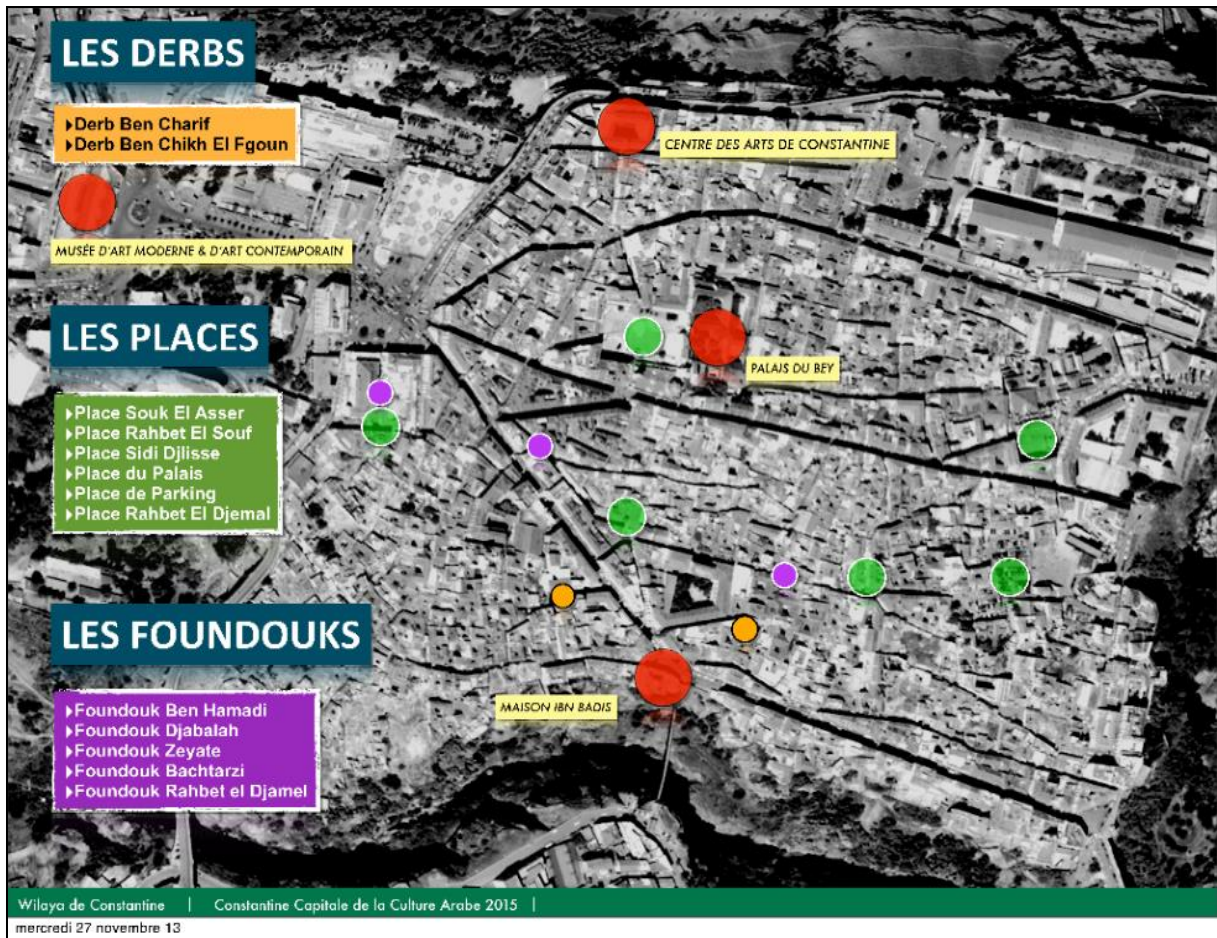 LES DERBS
▸Derb Ben Charif
▸Derb Ben Chikh El Fgoun
CENTRE DES ARTS DE CONSTANTINE
MUSÉE D'ART MODERNE & D'ART CONTEMPORAIN
LES PLACES
▸Place Souk El Asser
▸Place Rahbet El Souf
▸Place Sidi Djlisse
▸Place du Palais
▸Place de Parking
▸Place Rahbet El Djemal
PALAIS DU BEY
LES FOUNDOUKS
▸Foundouk Ben Hamadi
▸Foundouk Djabalah
▸Foundouk Zeyate
▸Foundouk Bachtarzi
▸Foundouk Rahbet el Djamel
MAISON IBN BADIS
Wilaya de Constantine | Constantine Capitale de la Culture Arabe 2015 |
mercredi 27 novembre 13